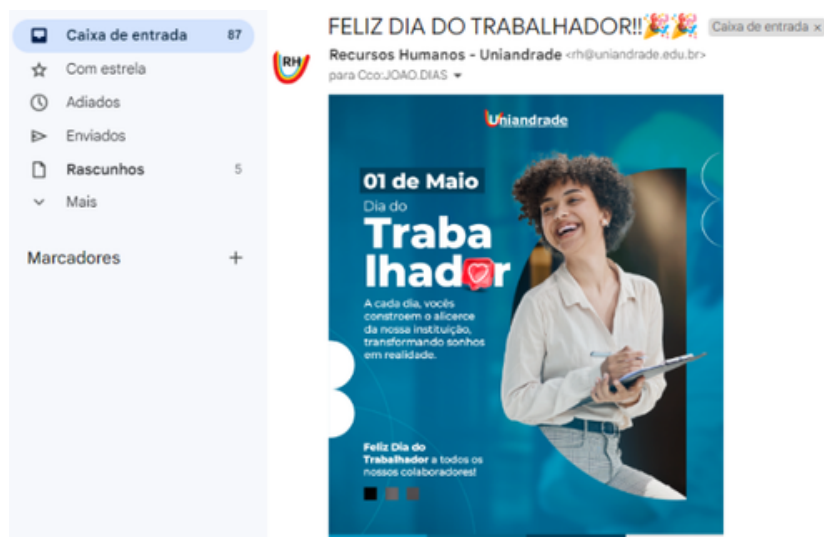 Caixa de entrada 87
Com estrela
Adiados
Enviados
Rascunhos 5
Mais
Marcadores +
FELIZ DIA DO TRABALHADOR!!🎉🎉 Caixa de entrada x
RH
Recursos Humanos - Uniandrade <rh@uniandrade.edu.br>
para Cco:JOAO.DIAS
Uniandrade
01 de Maio
Dia do
Traba
lhador
A cada dia, vocês
constroem o alicerce
da nossa instituição,
transformando sonhos
em realidade.
Feliz Dia do
Trabalhador a todos os
nossos colaboradores!